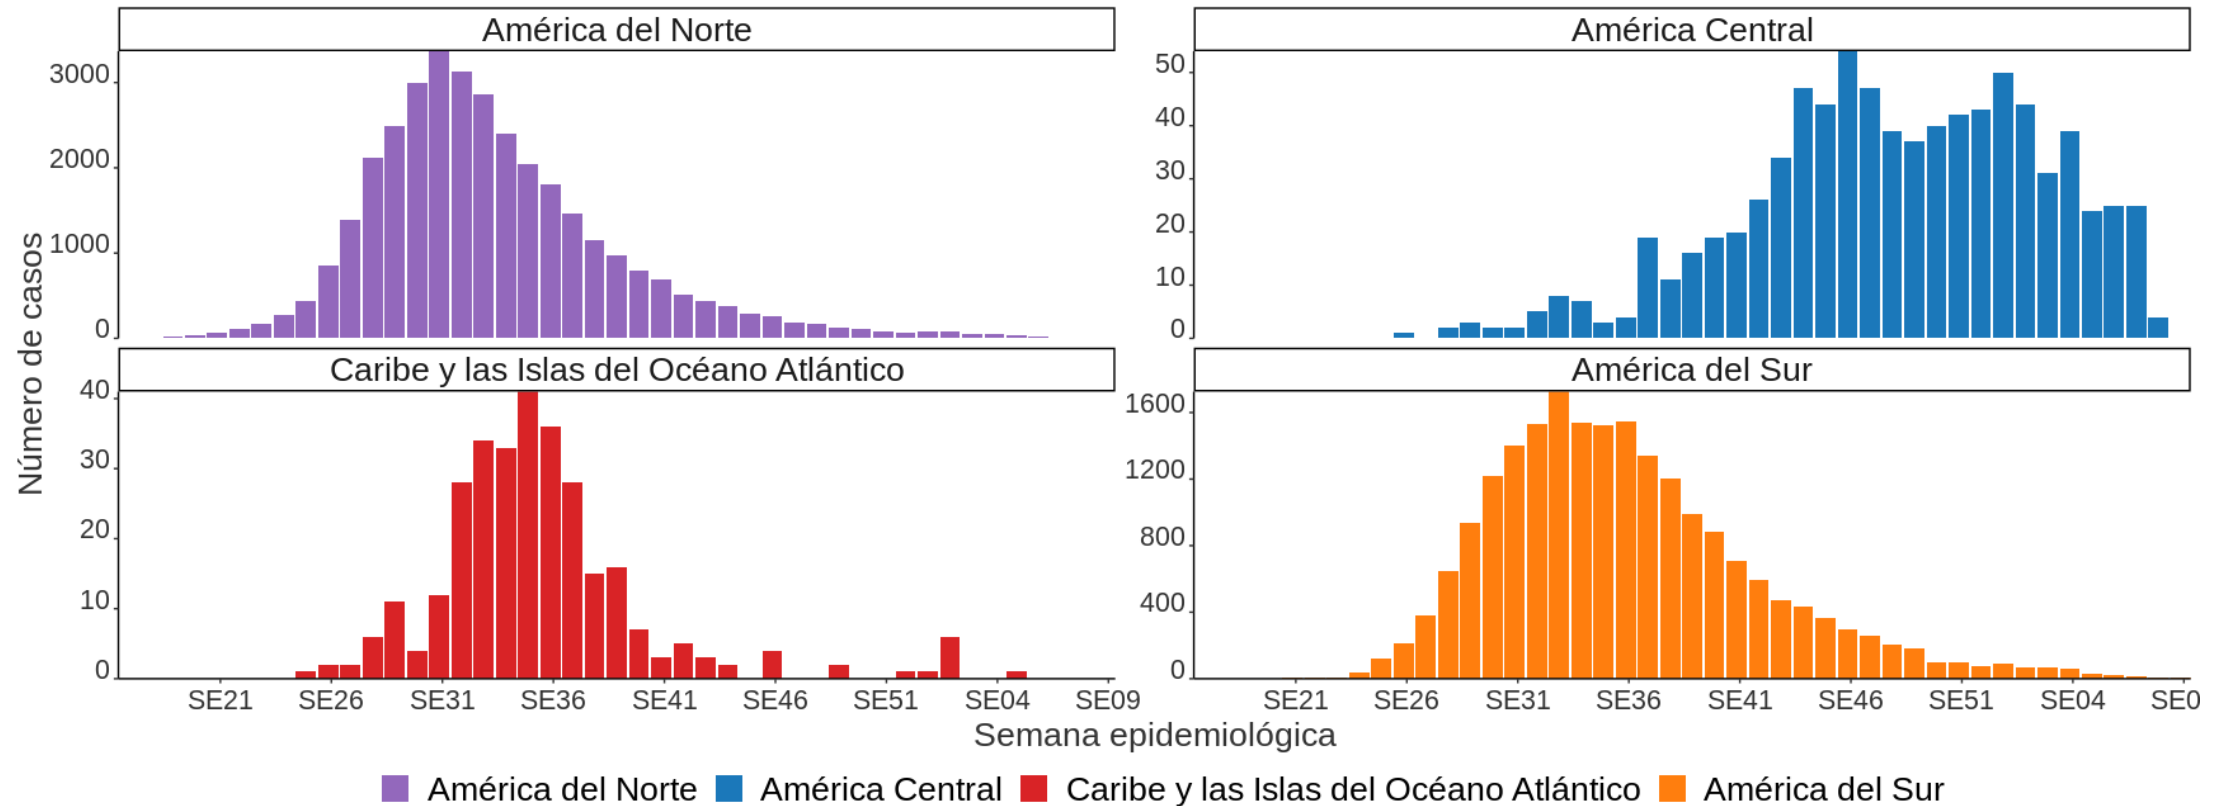 América del Norte
América Central
3000
2000
1000
0
50
40
30
20
10
0
Número de casos
Caribe y las Islas del Océano Atlántico
América del Sur
40
30
20
10
0
1600
1200
800
400
0
SE21 SE26 SE31 SE36 SE41 SE46 SE51 SE04 SE09
SE21 SE26 SE31 SE36 SE41 SE46 SE51 SE04 SE0
Semana epidemiológica
América del Norte América Central Caribe y las Islas del Océano Atlántico América del Sur